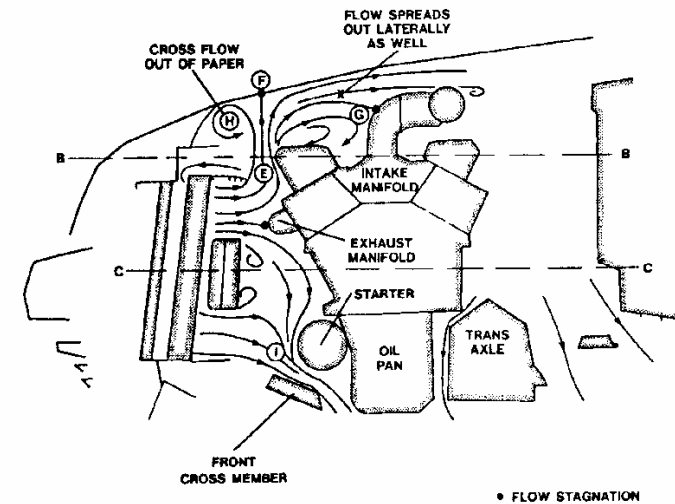 FLOW SPREADS
OUT LATERALLY
AS WELL
CROSS FLOW
OUT OF PAPER
F
H
G
B
B
E
INTAKE
MANIFOLD
EXHAUST
MANIFOLD
C
C
STARTER
I
OIL
PAN
TRANS
AXLE
FRONT
CROSS MEMBER
• FLOW STAGNATION